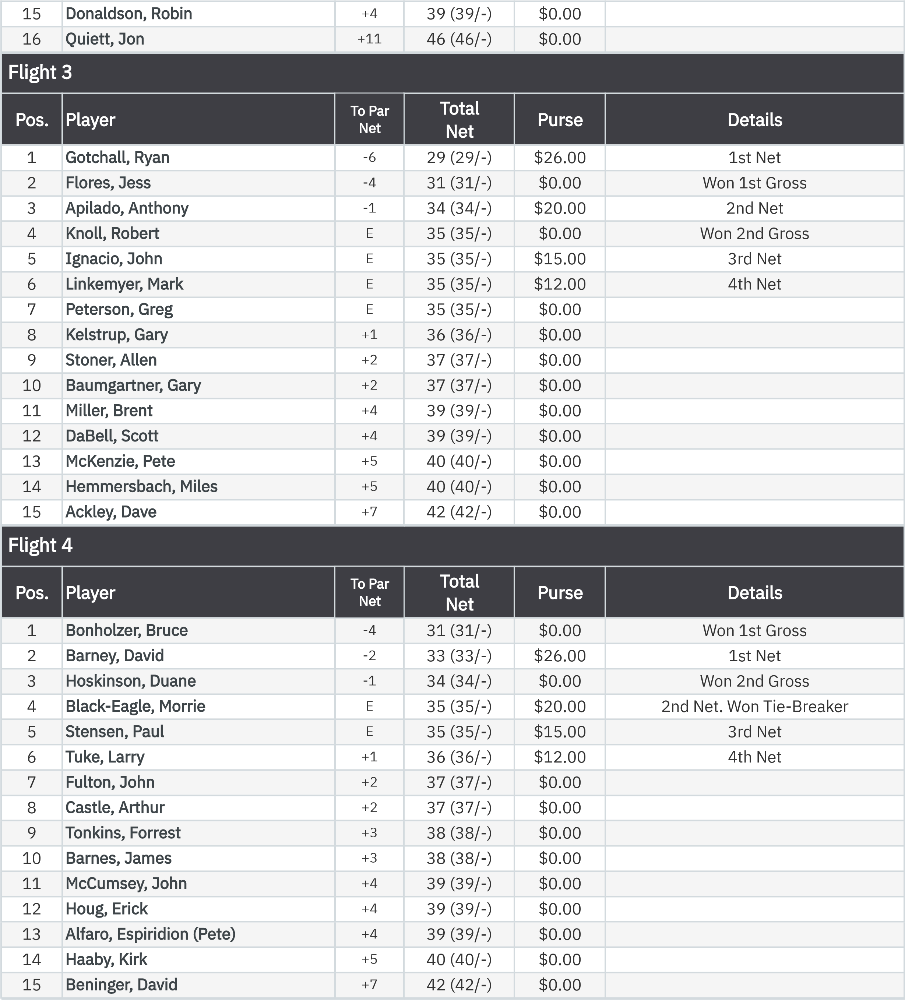 15 Donaldson, Robin +4 39 (39/-) $0.00
16 Quiett, Jon +11 46 (46/-) $0.00
Flight 3
Pos. Player To Par Net Total Net Purse Details
1 Gotchall, Ryan -6 29 (29/-) $26.00 1st Net
2 Flores, Jess -4 31 (31/-) $0.00 Won 1st Gross
3 Apilado, Anthony -1 34 (34/-) $20.00 2nd Net
4 Knoll, Robert E 35 (35/-) $0.00 Won 2nd Gross
5 Ignacio, John E 35 (35/-) $15.00 3rd Net
6 Linkemyer, Mark E 35 (35/-) $12.00 4th Net
7 Peterson, Greg E 35 (35/-) $0.00
8 Kelstrup, Gary +1 36 (36/-) $0.00
9 Stoner, Allen +2 37 (37/-) $0.00
10 Baumgartner, Gary +2 37 (37/-) $0.00
11 Miller, Brent +4 39 (39/-) $0.00
12 DaBell, Scott +4 39 (39/-) $0.00
13 McKenzie, Pete +5 40 (40/-) $0.00
14 Hemmersbach, Miles +5 40 (40/-) $0.00
15 Ackley, Dave +7 42 (42/-) $0.00
Flight 4
Pos. Player To Par Net Total Net Purse Details
1 Bonholzer, Bruce -4 31 (31/-) $0.00 Won 1st Gross
2 Barney, David -2 33 (33/-) $26.00 1st Net
3 Hoskinson, Duane -1 34 (34/-) $0.00 Won 2nd Gross
4 Black-Eagle, Morrie E 35 (35/-) $20.00 2nd Net. Won Tie-Breaker
5 Stensen, Paul E 35 (35/-) $15.00 3rd Net
6 Tuke, Larry +1 36 (36/-) $12.00 4th Net
7 Fulton, John +2 37 (37/-) $0.00
8 Castle, Arthur +2 37 (37/-) $0.00
9 Tonkins, Forrest +3 38 (38/-) $0.00
10 Barnes, James +3 38 (38/-) $0.00
11 McCumsey, John +4 39 (39/-) $0.00
12 Houg, Erick +4 39 (39/-) $0.00
13 Alfaro, Espiridion (Pete) +4 39 (39/-) $0.00
14 Haaby, Kirk +5 40 (40/-) $0.00
15 Beninger, David +7 42 (42/-) $0.00